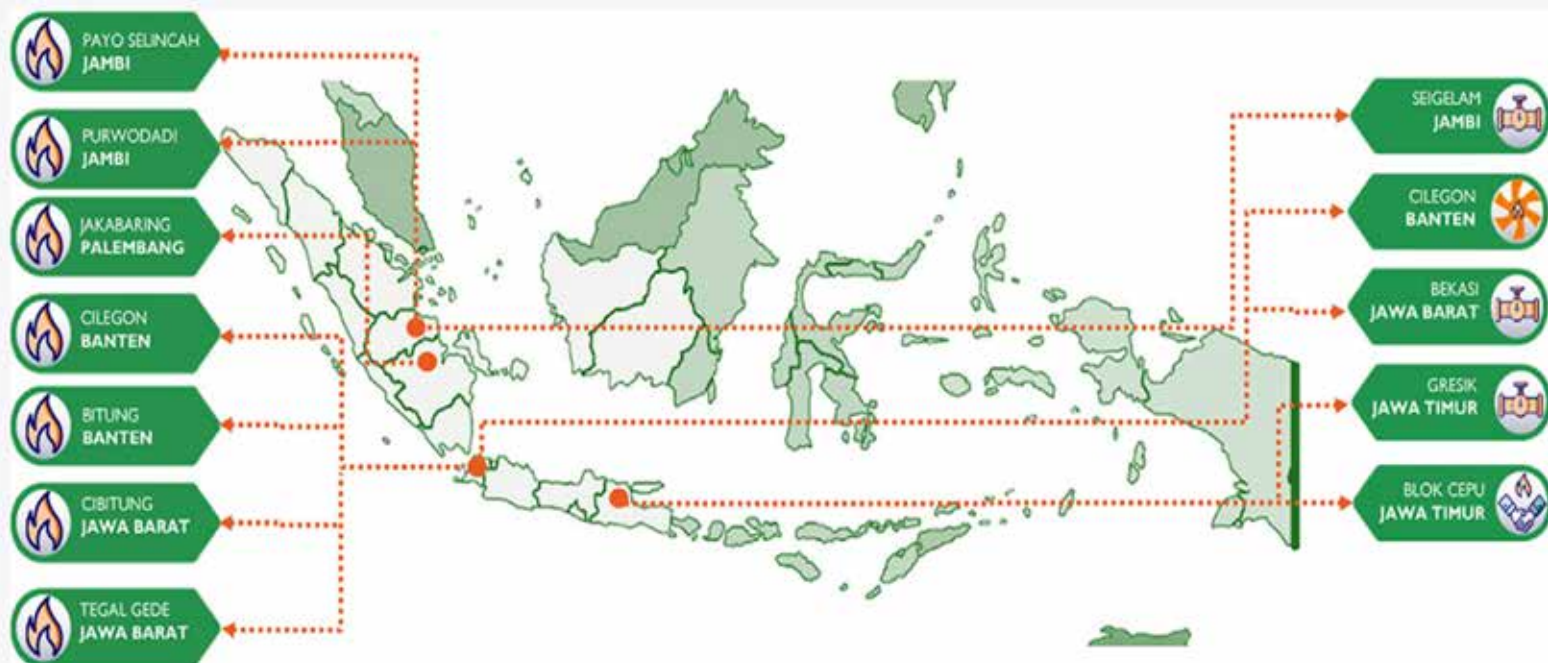 PAYO SELINCAH
JAMBI
PURWODADI
JAMBI
JAKABARING
PALEMBANG
CILEGON
BANTEN
BITUNG
BANTEN
CIBITUNG
JAWA BARAT
TEGAL GEDE
JAWA BARAT
SEIGELAM
JAMBI
CILEGON
BANTEN
BEKASI
JAWA BARAT
GRESIK
JAWA TIMUR
BLOK CEPU
JAWA TIMUR